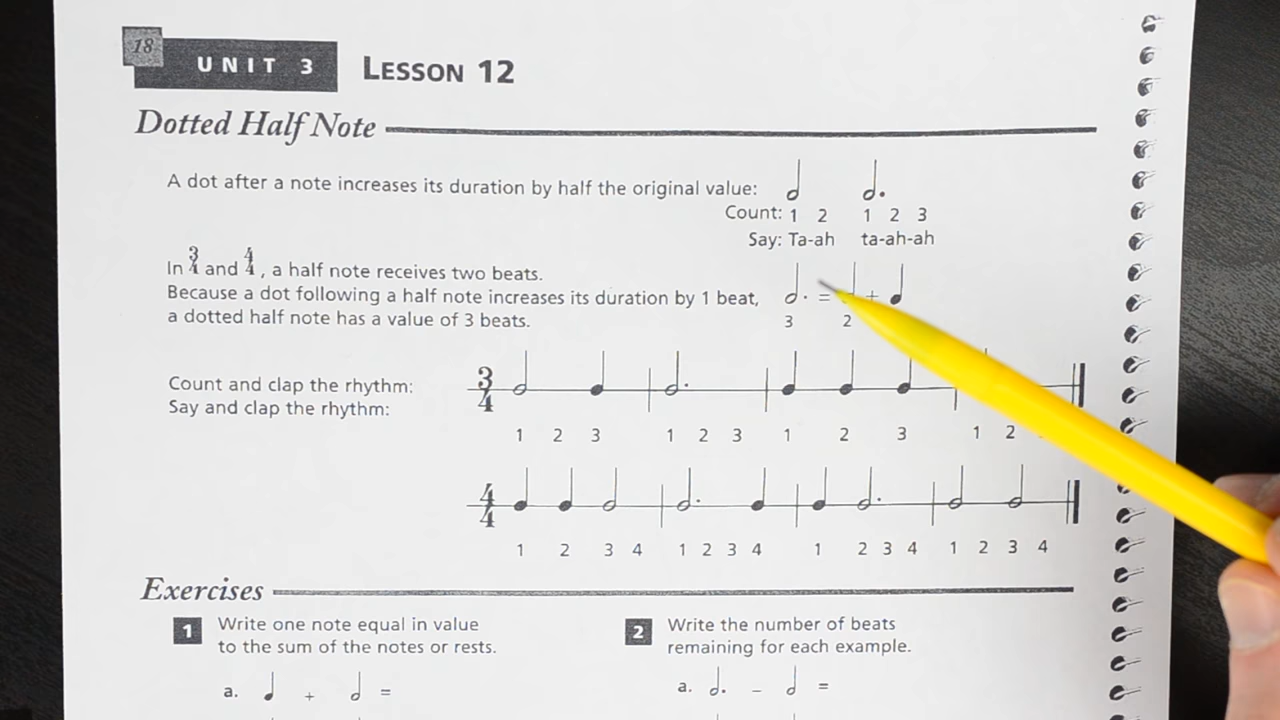 18
UNIT 3 LESSON 12
Dotted Half Note
A dot after a note increases its duration by half the original value:
Count: 1 2 1 2 3
Say: Ta-ah ta-ah-ah
In 3/4 and 4/4, a half note receives two beats.
Because a dot following a half note increases its duration by 1 beat, = +
a dotted half note has a value of 3 beats. 3 2
Count and clap the rhythm: 3/4
Say and clap the rhythm:
1 2 3 1 2 3 1 2 3 1 2
4/4
1 2 3 4 1 2 3 4 1 2 3 4 1 2 3 4
Exercises
1 Write one note equal in value
to the sum of the notes or rests.
a. + =
2 Write the number of beats
remaining for each example.
a. – =